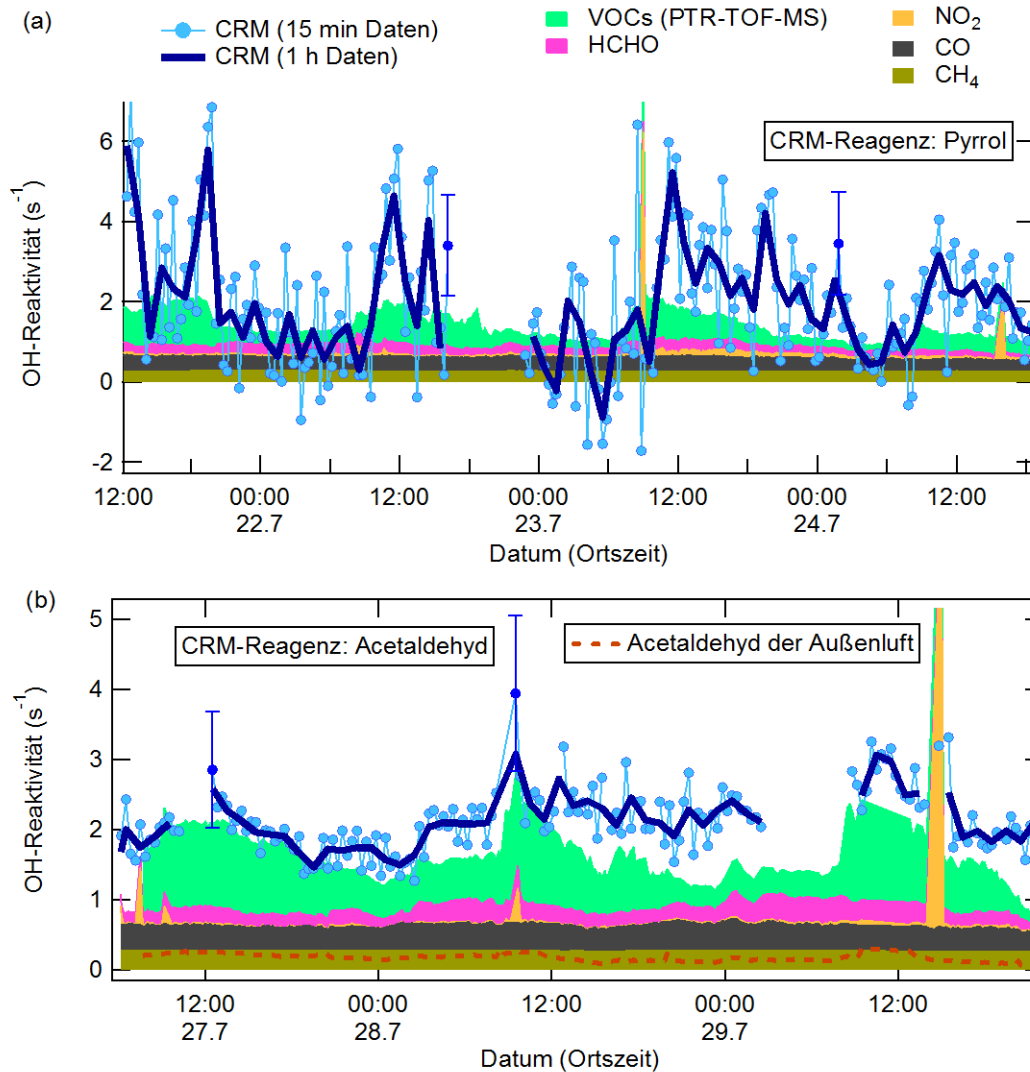 (a)
CRM (15 min Daten)
CRM (1 h Daten)
VOCs (PTR-TOF-MS)
HCHO
NO2
CO
CH4
CRM-Reagenz: Pyrrol
OH-Reaktivität (s-1)
6
4
2
0
-2
12:00 00:00 12:00 00:00 12:00 00:00 12:00
22.7 23.7 24.7
Datum (Ortszeit)
(b)
CRM-Reagenz: Acetaldehyd
Acetaldehyd der Außenluft
OH-Reaktivität (s-1)
5
4
3
2
1
0
12:00 00:00 12:00 00:00 12:00
27.7 28.7 29.7
Datum (Ortszeit)